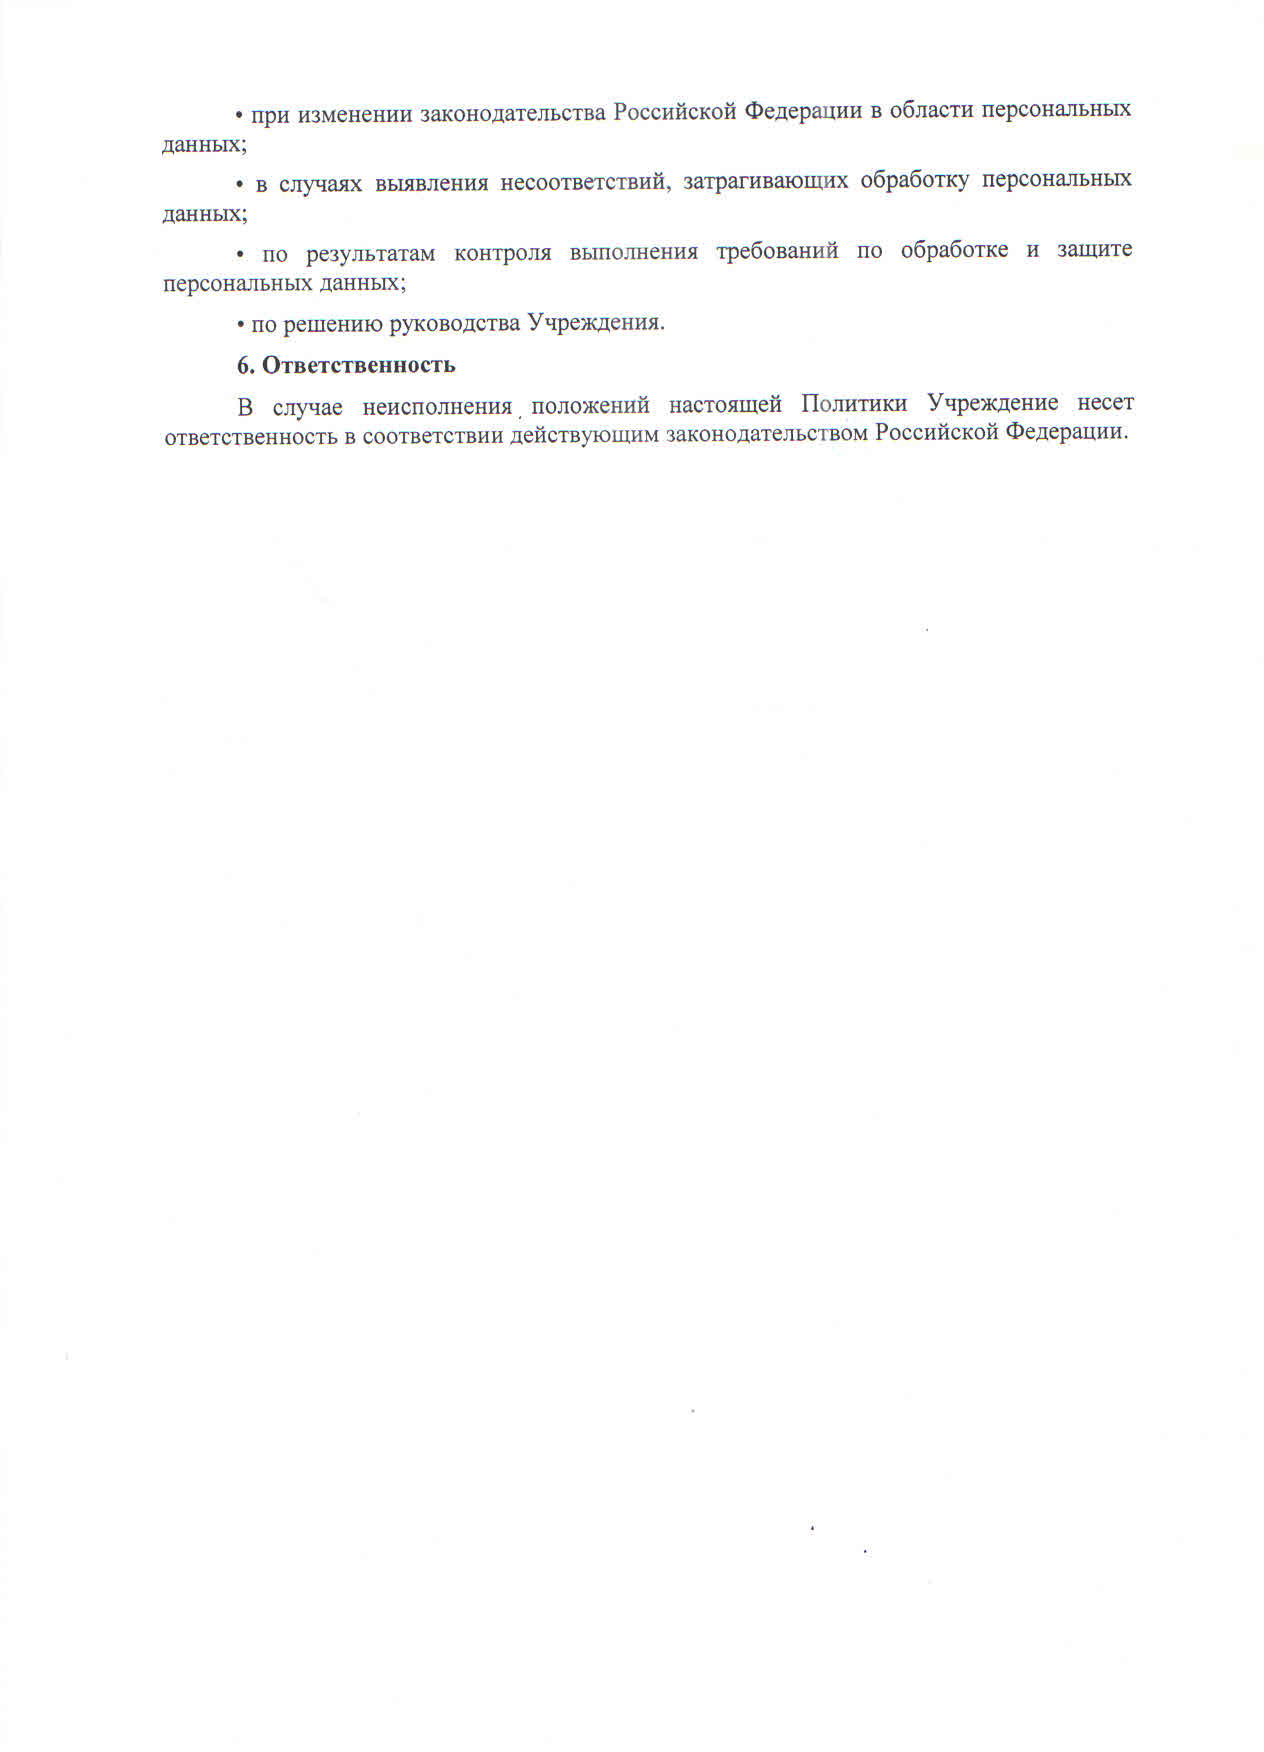 • при изменении законодательства Российской Федерации в области персональных
данных;
• в случаях выявления несоответствий, затрагивающих обработку персональных
данных;
• по результатам контроля выполнения требований по обработке и защите
персональных данных;
• по решению руководства Учреждения.
6. Ответственность
В случае неисполнения положений настоящей Политики Учреждение несет
ответственность в соответствии действующим законодательством Российской Федерации.